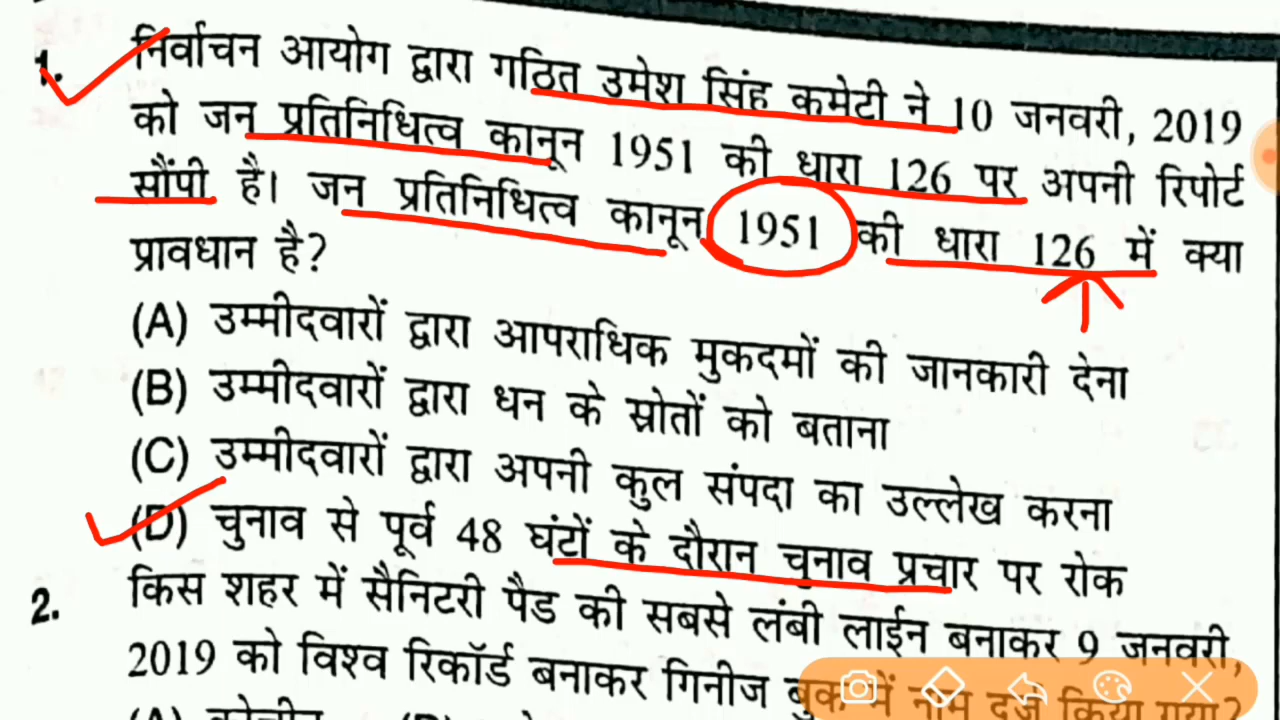 1. निर्वाचन आयोग द्वारा गठित उमेश सिंह कमेटी ने 10 जनवरी, 2019
को जन प्रतिनिधित्व कानून 1951 की धारा 126 पर अपनी रिपोर्ट
सौंपी है। जन प्रतिनिधित्व कानून 1951 की धारा 126 में क्या
प्रावधान है?
(A) उम्मीदवारों द्वारा आपराधिक मुकदमों की जानकारी देना
(B) उम्मीदवारों द्वारा धन के स्रोतों को बताना
(C) उम्मीदवारों द्वारा अपनी कुल संपदा का उल्लेख करना
(D) चुनाव से पूर्व 48 घंटों के दौरान चुनाव प्रचार पर रोक
2. किस शहर में सैनिटरी पैड की सबसे लंबी लाईन बनाकर 9 जनवरी,
2019 को विश्व रिकॉर्ड बनाकर गिनीज बुक में नाम दर्ज किया गया?
(A)